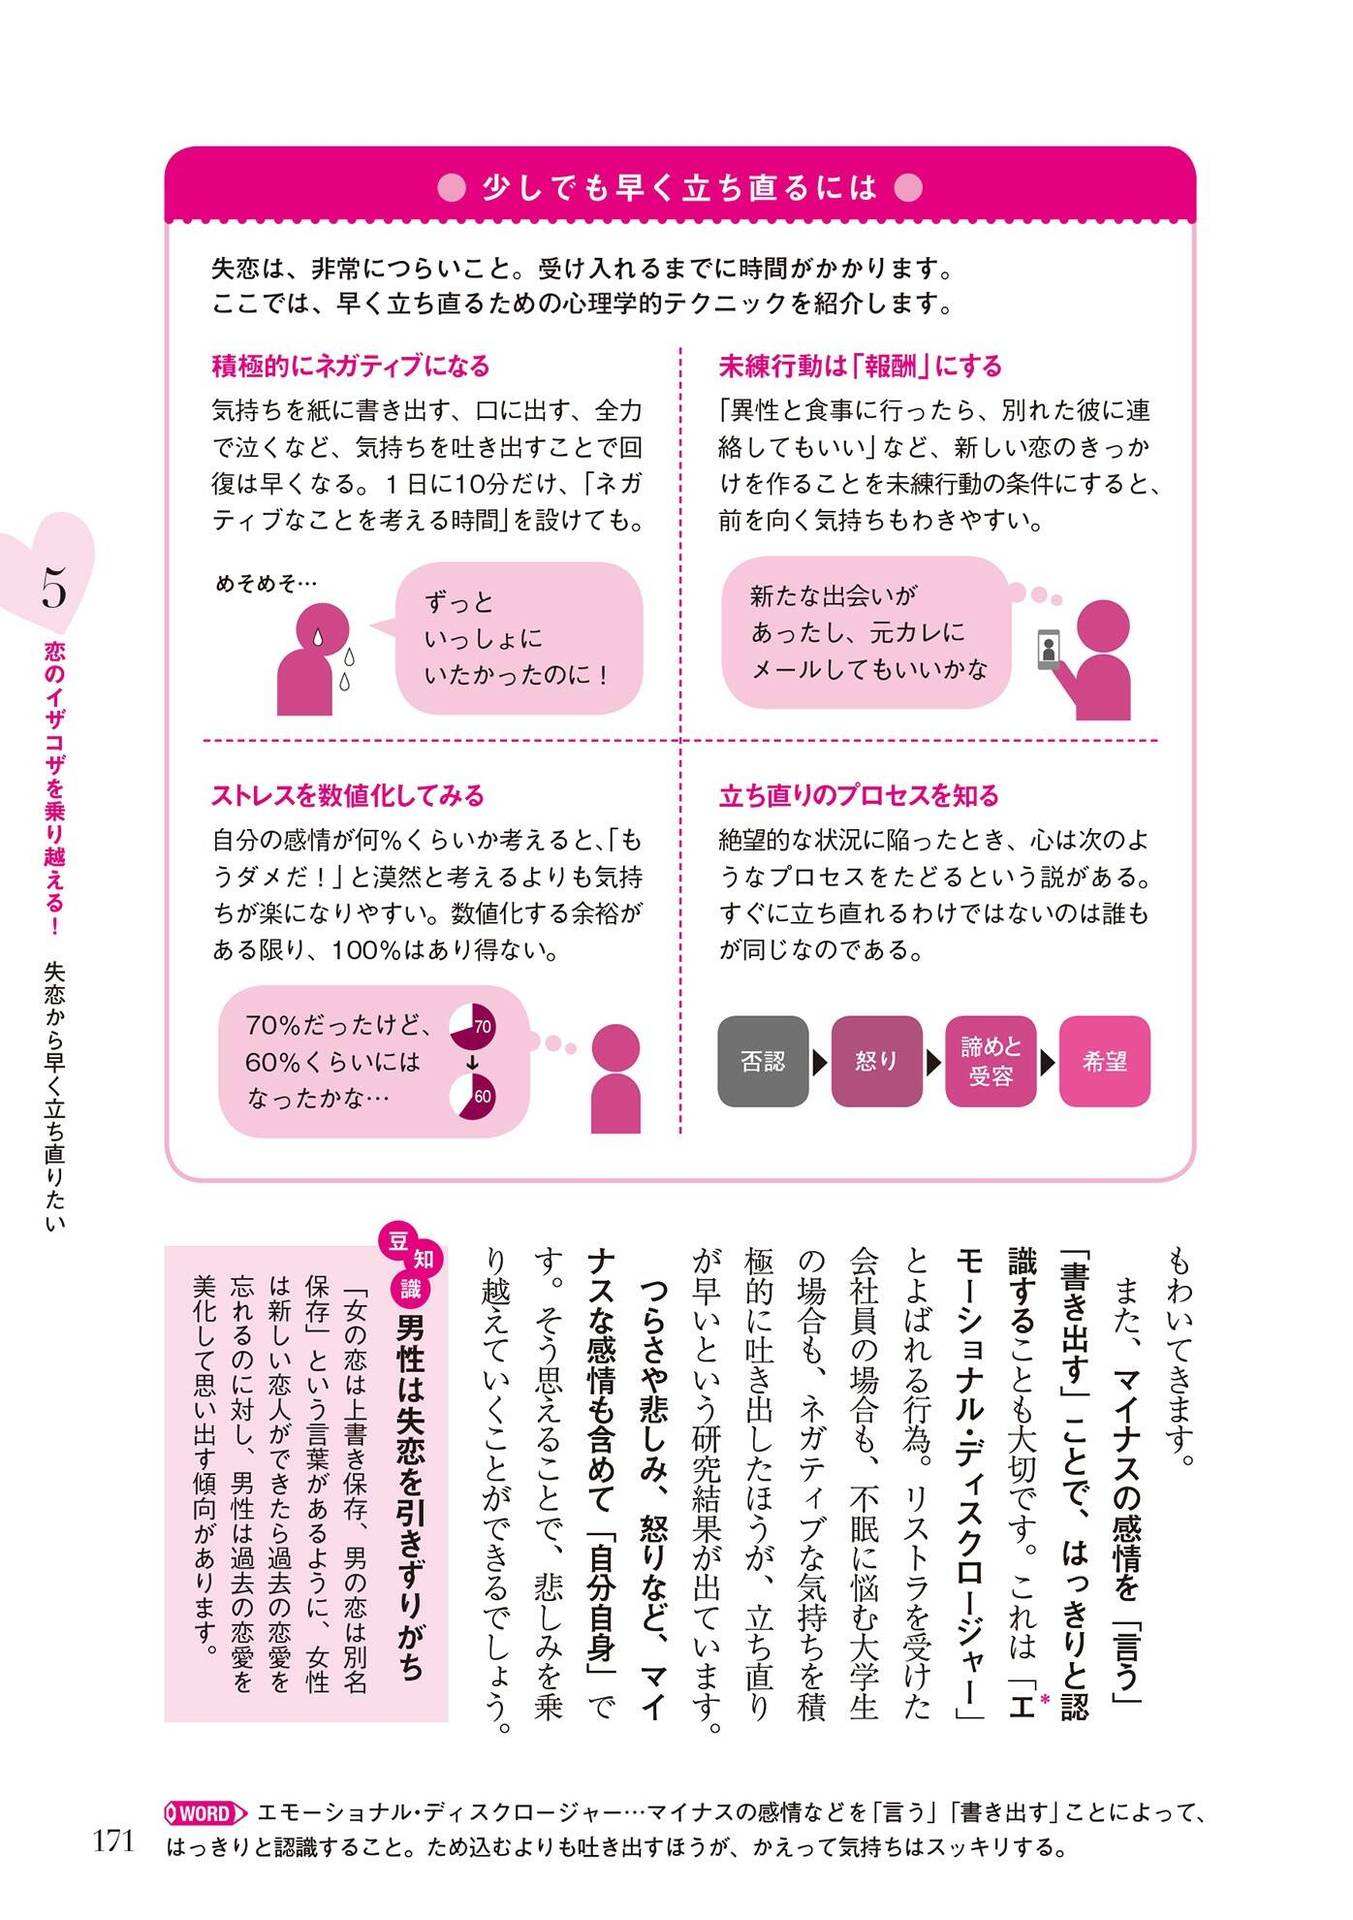 少しでも早く立ち直るには
失恋は、非常につらいこと。受け入れるまでに時間がかかります。
ここでは、早く立ち直るための心理学的テクニックを紹介します。
積極的にネガティブになる
気持ちを紙に書き出す、口に出す、全力
で泣くなど、気持ちを吐き出すことで回
復は早くなる。1日に10分だけ、「ネガ
ティブなことを考える時間」を設けても。
めそめそ…
ずっと
いっしょに
いたかったのに！
未練行動は「報酬」にする
「異性と食事に行ったら、別れた彼に連
絡してもいい」など、新しい恋のきっか
けを作ることを未練行動の条件にすると、
前を向く気持ちもわきやすい。
新たな出会いが
あったし、元カレに
メールしてもいいかな
ストレスを数値化してみる
自分の感情が何％くらいか考えると、「も
うダメだ！」と漠然と考えるよりも気持
ちが楽になりやすい。数値化する余裕が
ある限り、100％はあり得ない。
70％だったけど、
60％くらいには
なったかな…
70
60
立ち直りのプロセスを知る
絶望的な状況に陥ったとき、心は次のよ
うなプロセスをたどるという説がある。
すぐに立ち直れるわけではないのは誰も
が同じなのである。
否認
怒り
諦めと
受容
希望
もわいてきます。
また、マイナスの感情を「言う」
「書き出す」ことで、はっきりと認
識することも大切です。これは「エ*
モーショナル・ディスクロージャー」
とよばれる行為。リストラを受けた
会社員の場合も、不眠に悩む大学生
の場合も、ネガティブな気持ちを積
極的に吐き出したほうが、立ち直り
が早いという研究結果が出ています。
つらさや悲しみ、怒りなど、マイ
ナスな感情も含めて「自分自身」で
す。そう思えることで、悲しみを乗
り越えていくことができるでしょう。
豆知識
男性は失恋を引きずりがち
「女の恋は上書き保存、男の恋は別名
保存」という言葉があるように、女性
は新しい恋人ができたら過去の恋愛を
忘れるのに対し、男性は過去の恋愛を
美化して思い出す傾向があります。
WORD エモーショナル・ディスクロージャー…マイナスの感情などを「言う」「書き出す」ことによって、
はっきりと認識すること。ため込むよりも吐き出すほうが、かえって気持ちはスッキリする。
5
恋のイザコザを乗り越える！ 失恋から早く立ち直りたい
171